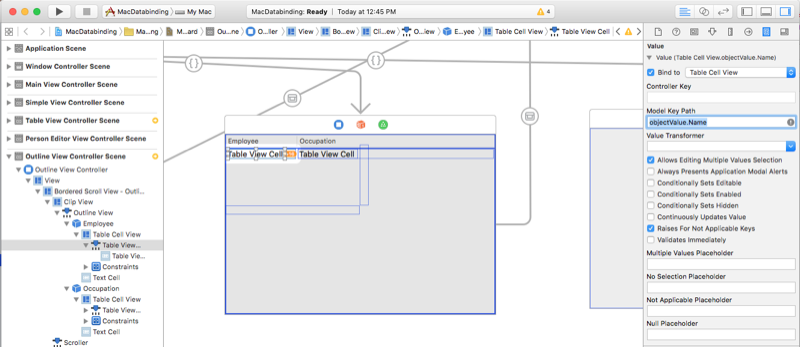 MacDatabinding
My Mac
MacDatabinding: Ready
Today at 12:45 PM
4
MacDatabinding
Ma...ng
M...rd
Ou...ne
O...ller
View
Bo...ew
Cl...ew
O...iew
E...yee
Table Cell View
Table View Cell
Application Scene
Window Controller Scene
Main View Controller Scene
Simple View Controller Scene
Table View Controller Scene
Person Editor View Controller Scene
Outline View Controller Scene
Outline View Controller
View
Bordered Scroll View - Outli...
Clip View
Outline View
Employee
Table Cell View
Table View...
Table Vie...
Constraints
Text Cell
Occupation
Table Cell View
Table View...
Constraints
Text Cell
Scroller
Employee
Occupation
Table View Cell
Table View Cell
Value
Value (Table Cell View.objectValue.Name)
Bind to
Table Cell View
Controller Key
Model Key Path
objectValue.Name
Value Transformer
Allows Editing Multiple Values Selection
Always Presents Application Modal Alerts
Conditionally Sets Editable
Conditionally Sets Enabled
Conditionally Sets Hidden
Continuously Updates Value
Raises For Not Applicable Keys
Validates Immediately
Multiple Values Placeholder
No Selection Placeholder
Not Applicable Placeholder
Null Placeholder